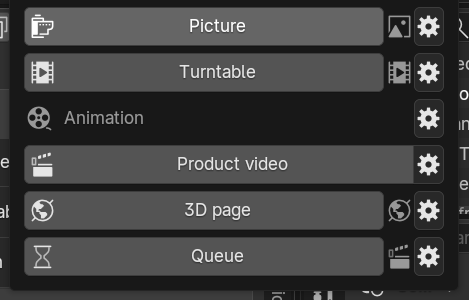 Picture
Turntable
Animation
Product video
3D page
Queue